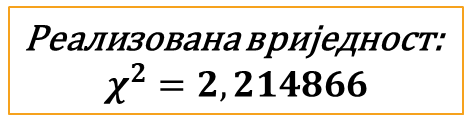 Реализована вриједност:
χ² = 2,214866